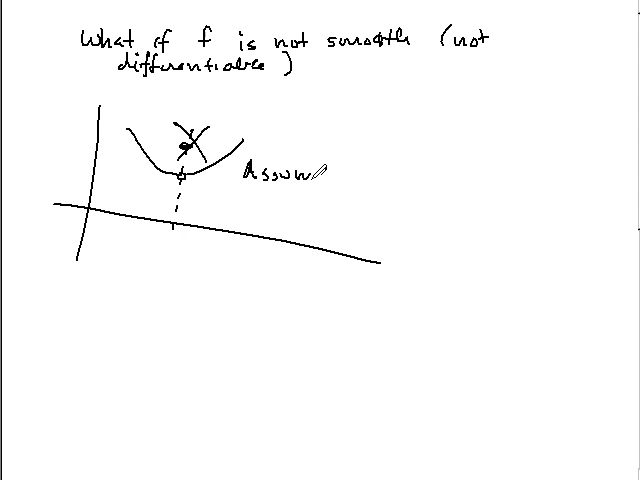 What if f is not smooth (not
differentiable)
Assum